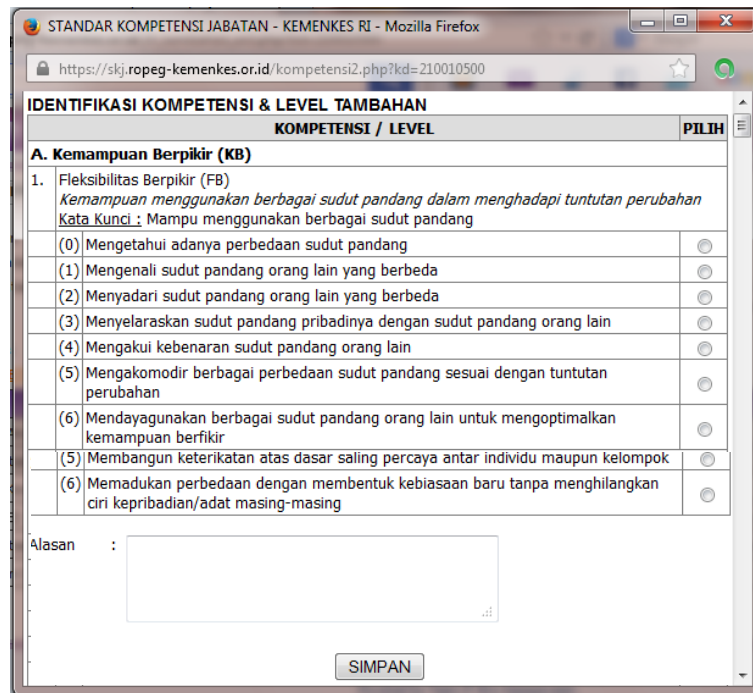 STANDAR KOMPETENSI JABATAN - KEMENKES RI - Mozilla Firefox
https://skj.ropeg-kemenkes.or.id/kompetensi2.php?kd=210010500
IDENTIFIKASI KOMPETENSI & LEVEL TAMBAHAN
KOMPETENSI / LEVEL PILIH
A. Kemampuan Berpikir (KB)
1. Fleksibilitas Berpikir (FB)
Kemampuan menggunakan berbagai sudut pandang dalam menghadapi tuntutan perubahan
Kata Kunci : Mampu menggunakan berbagai sudut pandang
(0) Mengetahui adanya perbedaan sudut pandang
(1) Mengenali sudut pandang orang lain yang berbeda
(2) Menyadari sudut pandang orang lain yang berbeda
(3) Menyelaraskan sudut pandang pribadinya dengan sudut pandang orang lain
(4) Mengakui kebenaran sudut pandang orang lain
(5) Mengakomodir berbagai perbedaan sudut pandang sesuai dengan tuntutan
perubahan
(6) Mendayagunakan berbagai sudut pandang orang lain untuk mengoptimalkan
kemampuan berfikir
(5) Membangun keterikatan atas dasar saling percaya antar individu maupun kelompok
(6) Memadukan perbedaan dengan membentuk kebiasaan baru tanpa menghilangkan
ciri kepribadian/adat masing-masing
Alasan :
SIMPAN